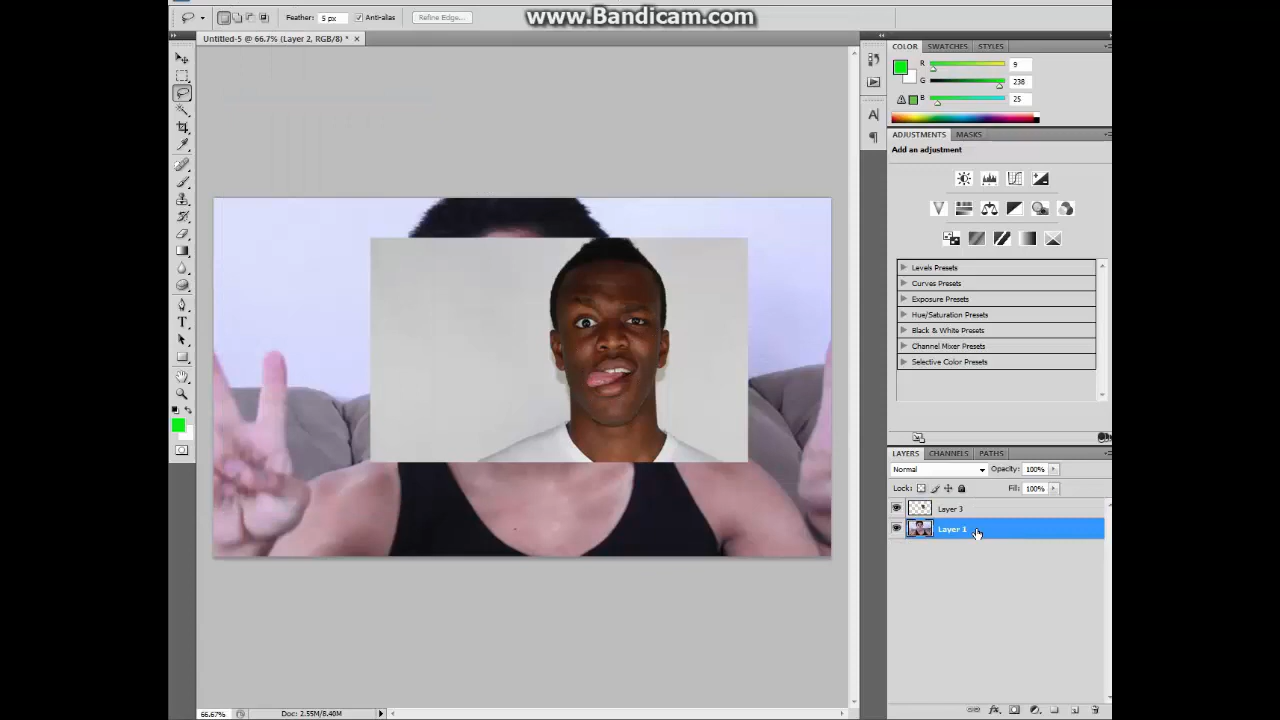 www.Bandicam.com
Feather: 5 px
Anti-alias
Refine Edge...
Untitled-5 @ 66.7% (Layer 2, RGB/8) *
COLOR SWATCHES STYLES
R 9
G 238
B 25
ADJUSTMENTS MASKS
Add an adjustment
Levels Presets
Curves Presets
Exposure Presets
Hue/Saturation Presets
Black & White Presets
Channel Mixer Presets
Selective Color Presets
LAYERS CHANNELS PATHS
Normal Opacity: 100%
Lock: Fill: 100%
Layer 3
Layer 1
66.67% Doc: 2.55M/8.40M